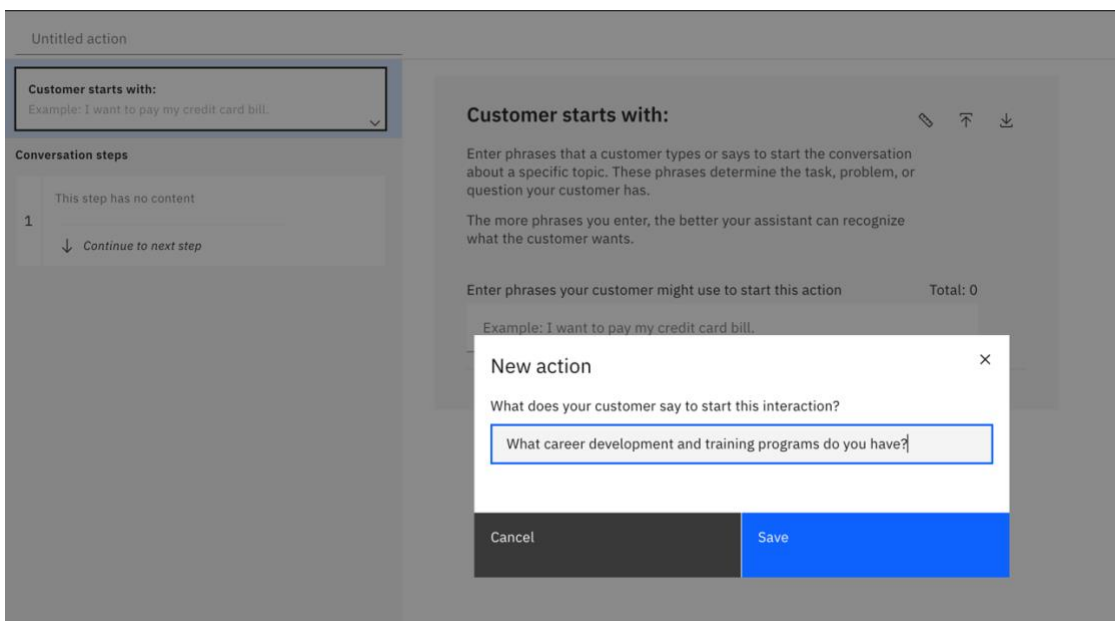 Untitled action
Customer starts with:
Example: I want to pay my credit card bill.
Conversation steps
1
This step has no content
Continue to next step
Customer starts with:
Enter phrases that a customer types or says to start the conversation
about a specific topic. These phrases determine the task, problem, or
question your customer has.
The more phrases you enter, the better your assistant can recognize
what the customer wants.
Enter phrases your customer might use to start this action Total: 0
Example: I want to pay my credit card bill.
New action
What does your customer say to start this interaction?
What career development and training programs do you have?
Cancel Save